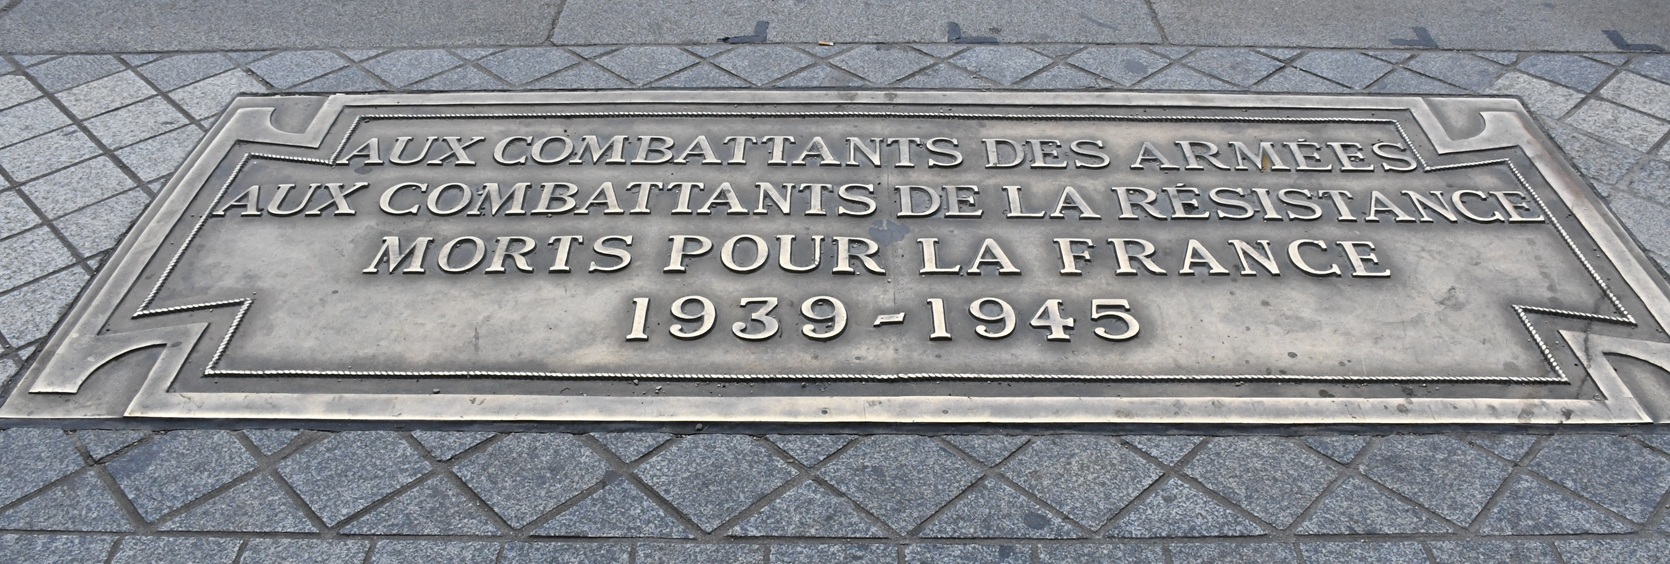 AUX COMBATTANTS DES ARMÉES
AUX COMBATTANTS DE LA RÉSISTANCE
MORTS POUR LA FRANCE
1939-1945